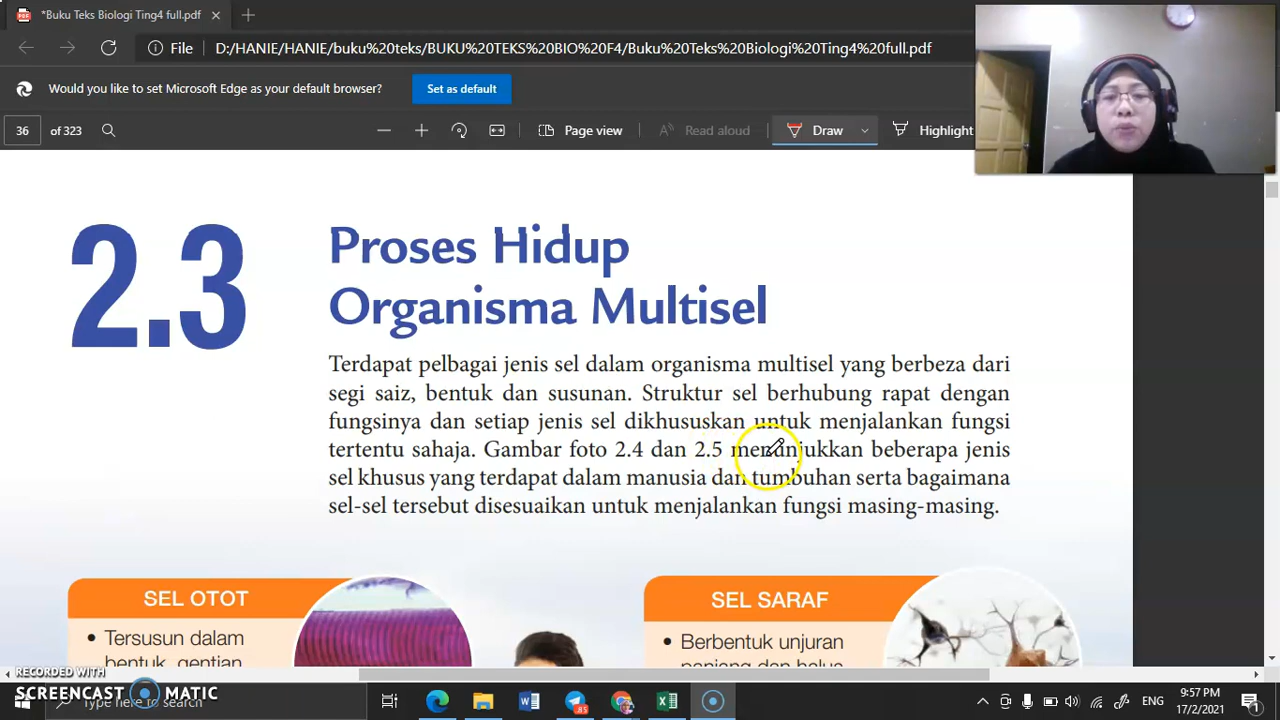 *Buku Teks Biologi Ting4 full.pdf
File D:/HANIE/HANIE/buku%20teks/BUKU%20TEKS%20BIO%20F4/Buku%20Teks%20Biologi%20Ting4%20full.pdf
Would you like to set Microsoft Edge as your default browser? Set as default
36 of 323 Page view Read aloud Draw Highlight
2.3
Proses Hidup
Organisma Multisel
Terdapat pelbagai jenis sel dalam organisma multisel yang berbeza dari
segi saiz, bentuk dan susunan. Struktur sel berhubung rapat dengan
fungsinya dan setiap jenis sel dikhususkan untuk menjalankan fungsi
tertentu sahaja. Gambar foto 2.4 dan 2.5 menunjukkan beberapa jenis
sel khusus yang terdapat dalam manusia dan tumbuhan serta bagaimana
sel-sel tersebut disesuaikan untuk menjalankan fungsi masing-masing.
SEL OTOT
• Tersusun dalam
bentuk gentian
SEL SARAF
• Berbentuk unjuran
panjang dan halus
RECORDED WITH
SCREENCAST MATIC
Type here to search
ENG
9:57 PM
17/2/2021